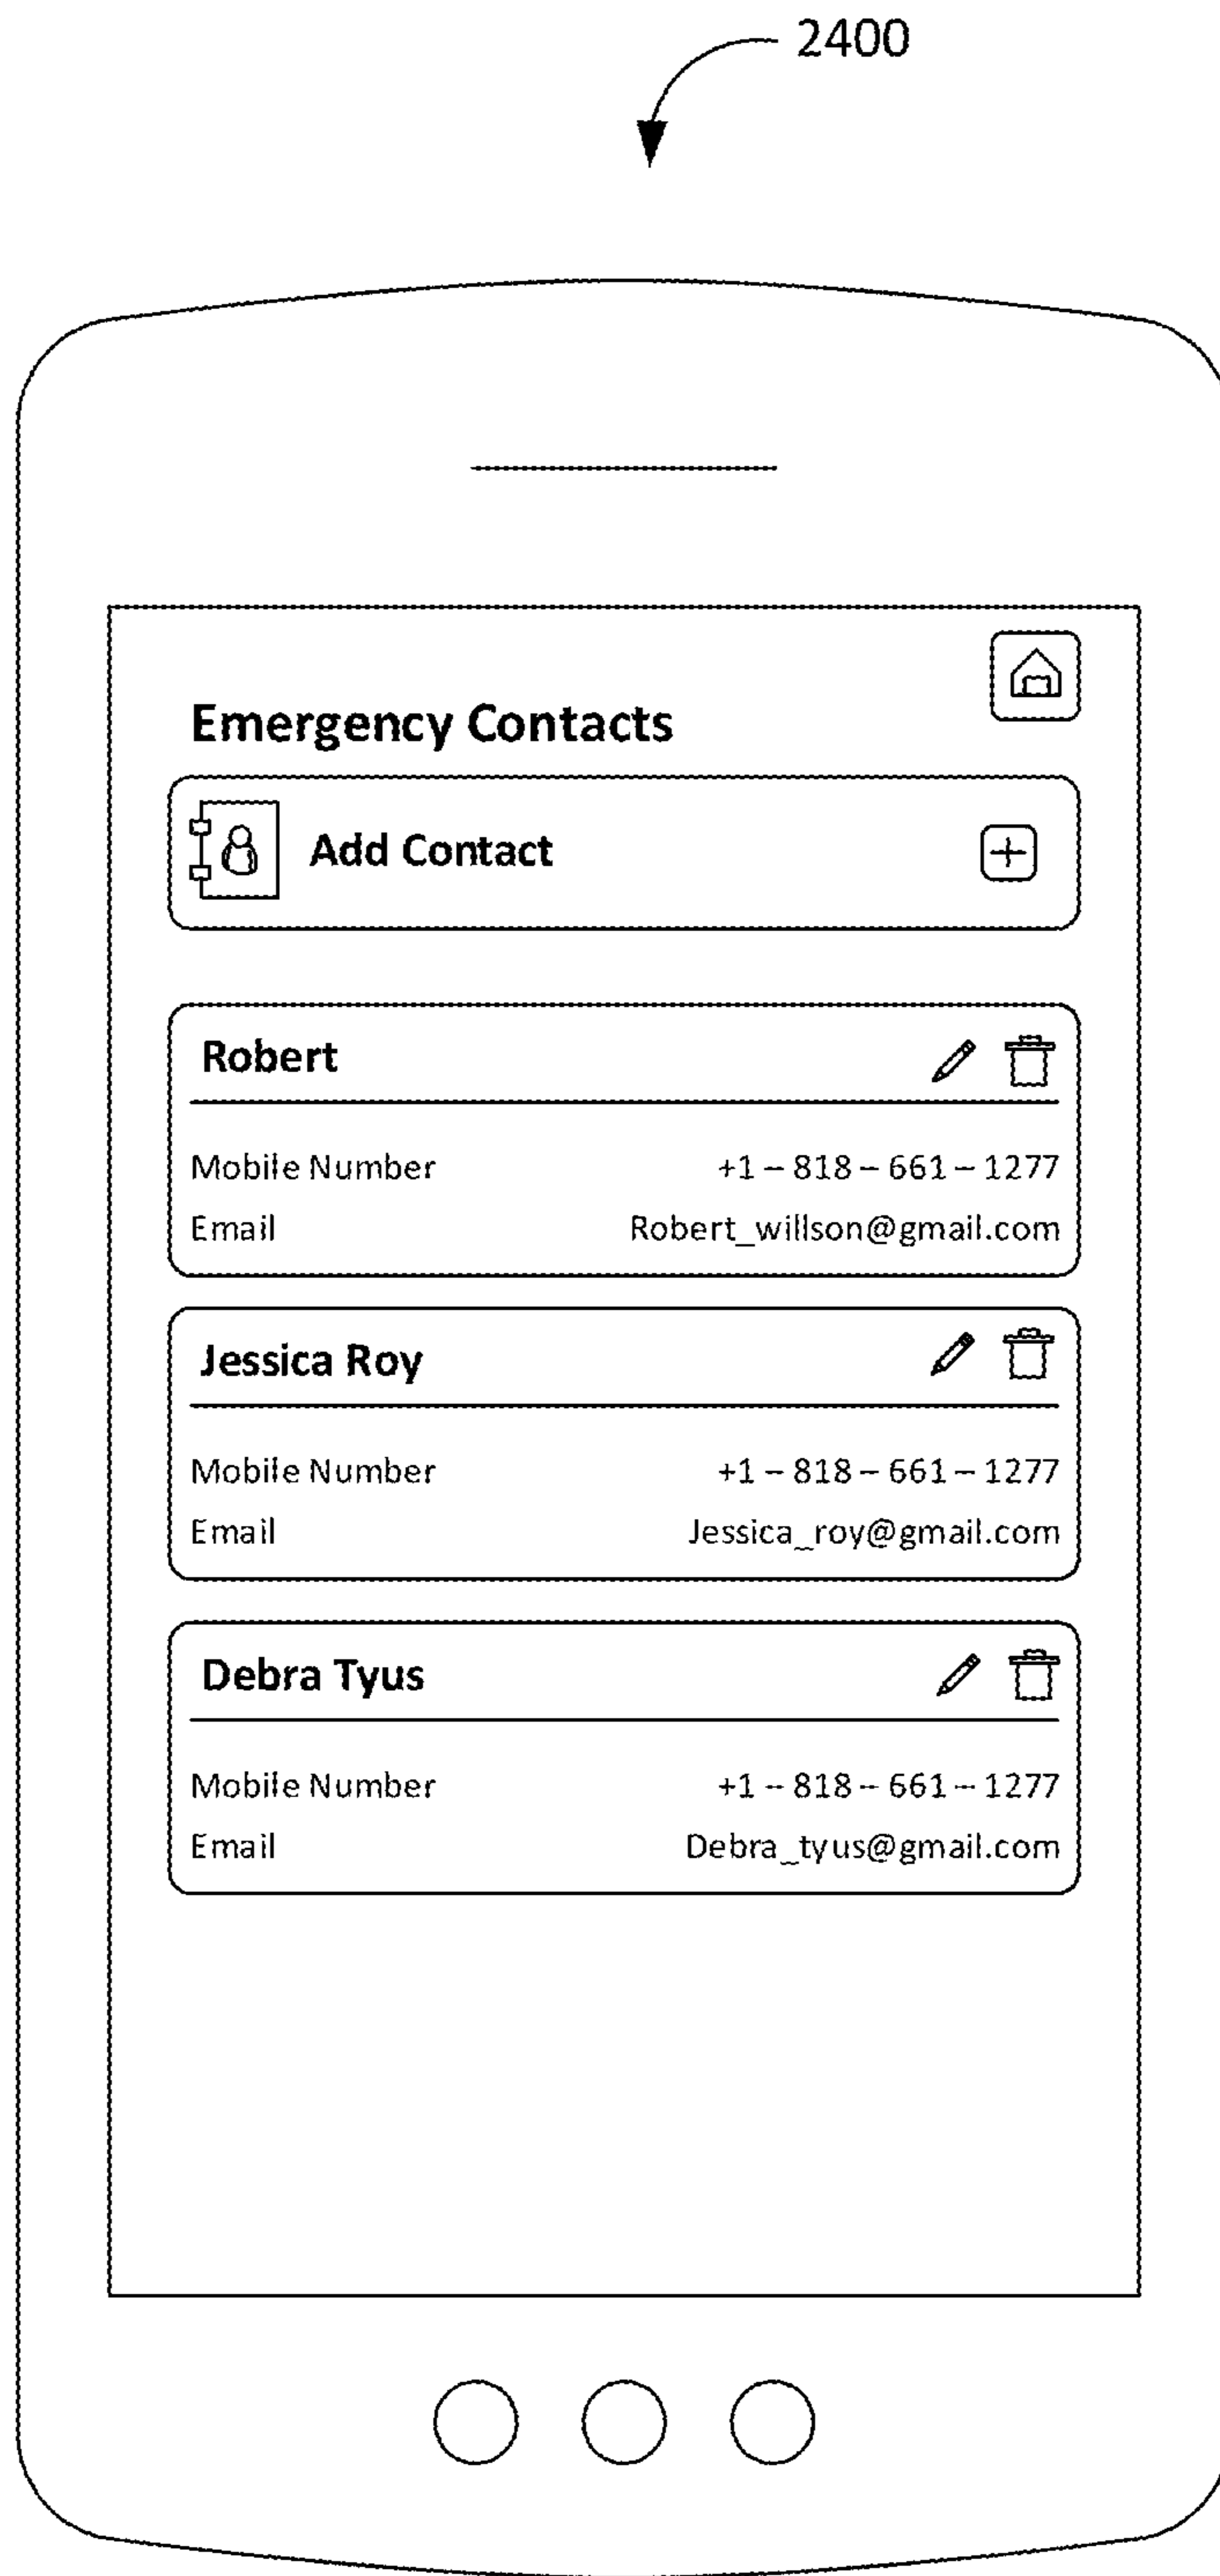 2400
Emergency Contacts
Add Contact
Robert
Mobile Number +1 – 818 – 661 – 1277
Email Robert_willson@gmail.com
Jessica Roy
Mobile Number +1 – 818 – 661 – 1277
Email Jessica_roy@gmail.com
Debra Tyus
Mobile Number +1 – 818 – 661 – 1277
Email Debra_tyus@gmail.com